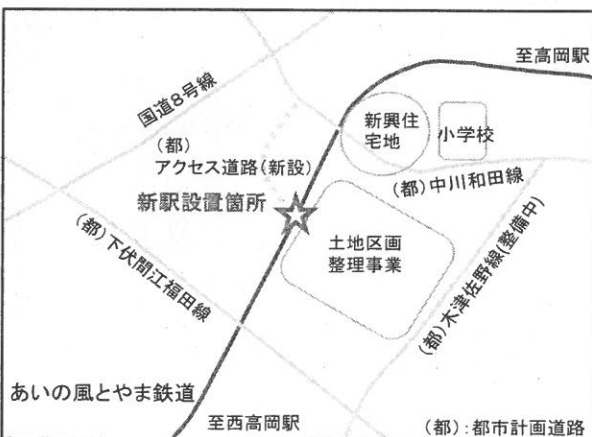 至高岡駅
国道8号線
新興住
宅地
小学校
(都)
アクセス道路(新設)
(都)中川和田線
新駅設置箇所
土地区画
整理事業
(都)下伏間江福田線
(都)木津佐野線(整備中)
あいの風とやま鉄道
至西高岡駅
(都):都市計画道路